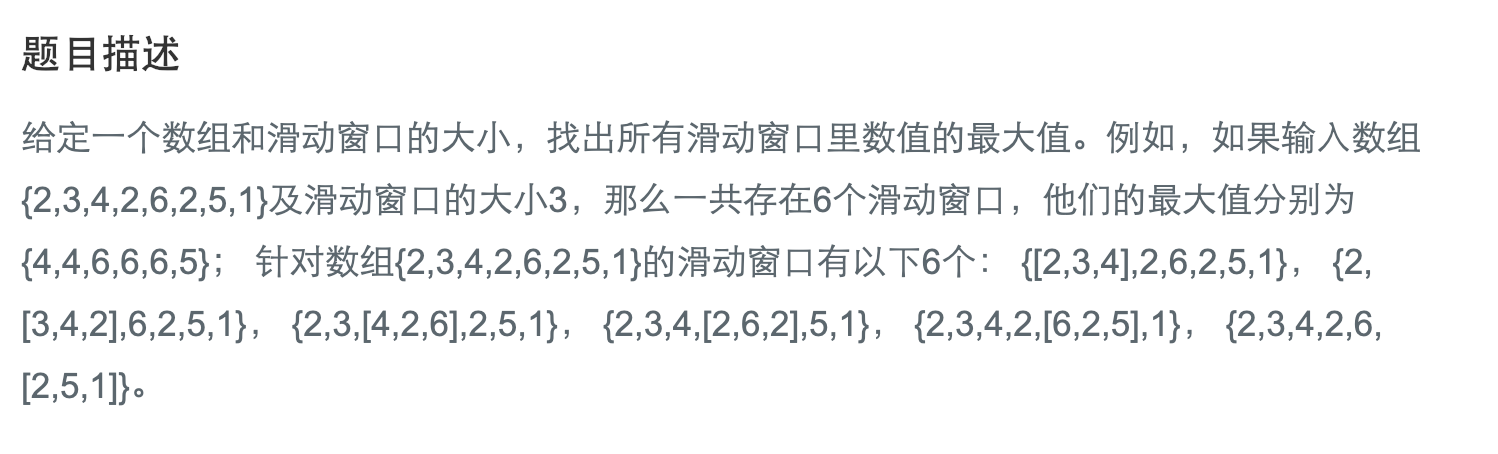 题目描述
给定一个数组和滑动窗口的大小，找出所有滑动窗口里数值的最大值。例如，如果输入数组
{2,3,4,2,6,2,5,1}及滑动窗口的大小3，那么一共存在6个滑动窗口，他们的最大值分别为
{4,4,6,6,6,5}； 针对数组{2,3,4,2,6,2,5,1}的滑动窗口有以下6个： {[2,3,4],2,6,2,5,1}， {2,
[3,4,2],6,2,5,1}， {2,3,[4,2,6],2,5,1}， {2,3,4,[2,6,2],5,1}， {2,3,4,2,[6,2,5],1}， {2,3,4,2,6,
[2,5,1]}。